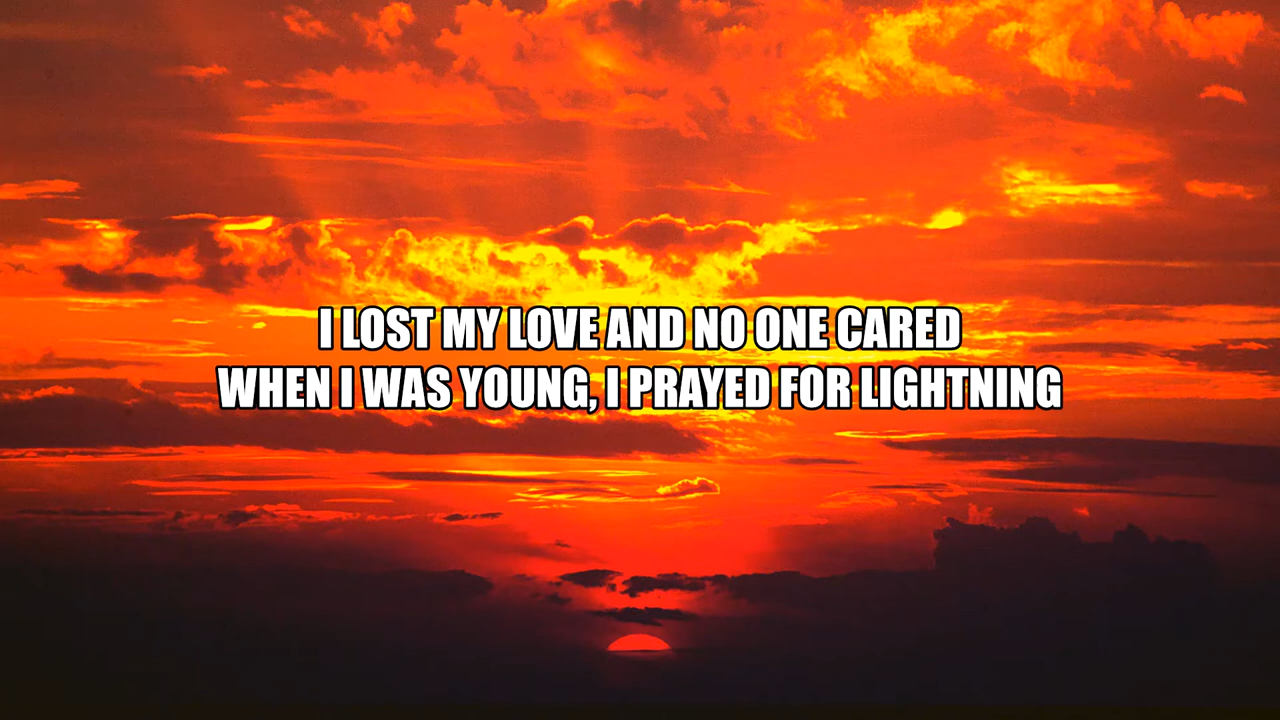 I LOST MY LOVE AND NO ONE CARED
WHEN I WAS YOUNG, I PRAYED FOR LIGHTNING